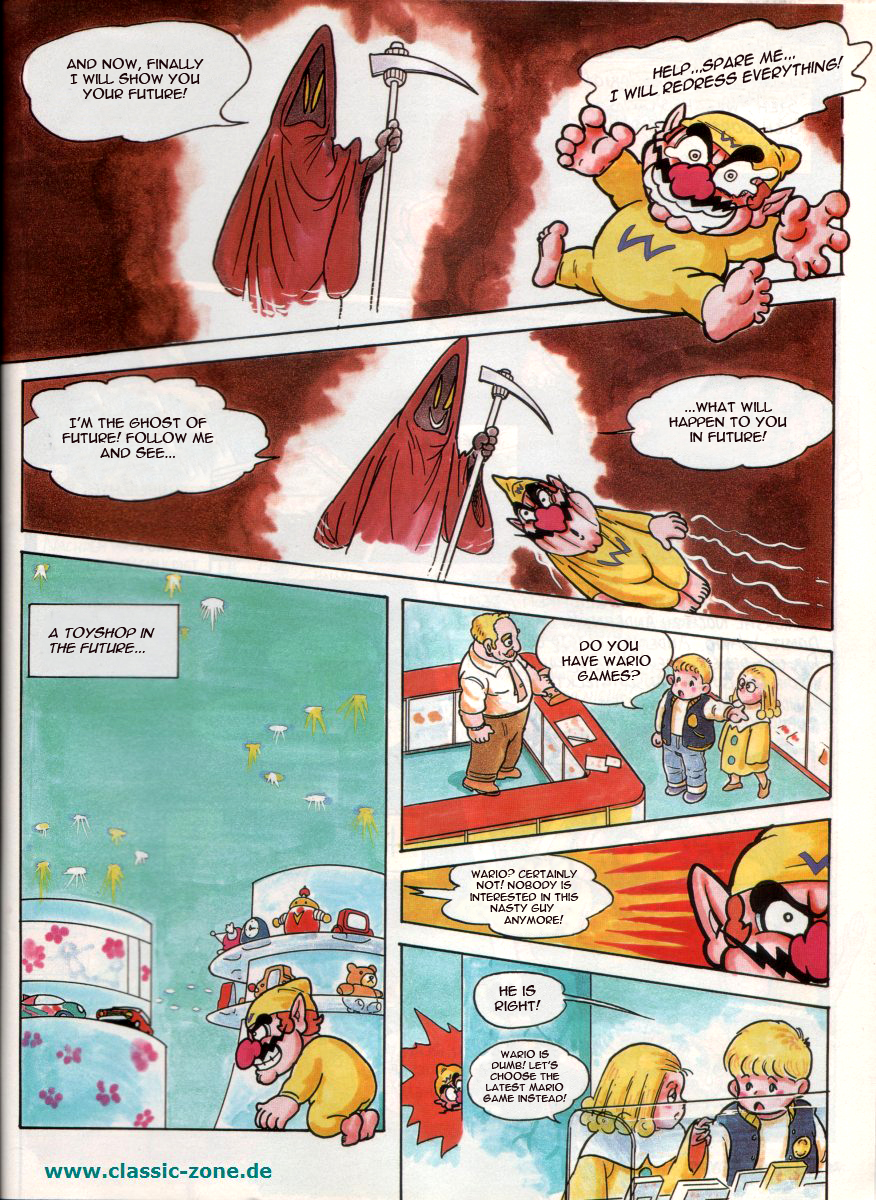 AND NOW, FINALLY
I WILL SHOW YOU
YOUR FUTURE!
HELP...SPARE ME...
I WILL REDRESS EVERYTHING!
I'M THE GHOST OF
FUTURE! FOLLOW ME
AND SEE...
...WHAT WILL
HAPPEN TO YOU
IN FUTURE!
A TOYSHOP IN
THE FUTURE...
DO YOU
HAVE WARIO
GAMES?
WARIO? CERTAINLY
NOT! NOBODY IS
INTERESTED IN THIS
NASTY GUY
ANYMORE!
HE IS
RIGHT!
WARIO IS
DUMB! LET'S
CHOOSE THE
LATEST MARIO
GAME INSTEAD!
www.classic-zone.de